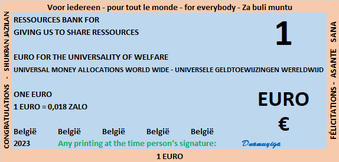 Voor iedereen - pour tout le monde - for everybody - Za buli muntu
CONGRATULATIONS - SHURRAN JAZILAN
RESSOURCES BANK FOR
GIVING US TO SHARE RESSOURCES
1
EURO FOR THE UNIVERSALITY OF WELFARE
UNIVERSAL MONEY ALLOCATIONS WORLD WIDE - UNIVERSELE GELDTOEWIJZINGEN WERELDWIJD
ONE EURO
1 EURO = 0,018 ZALO
EURO
€
België België België België België
2023 Any printing at the time person's signature:
FÉLICITATIONS - ASANTE SANA
1 EURO